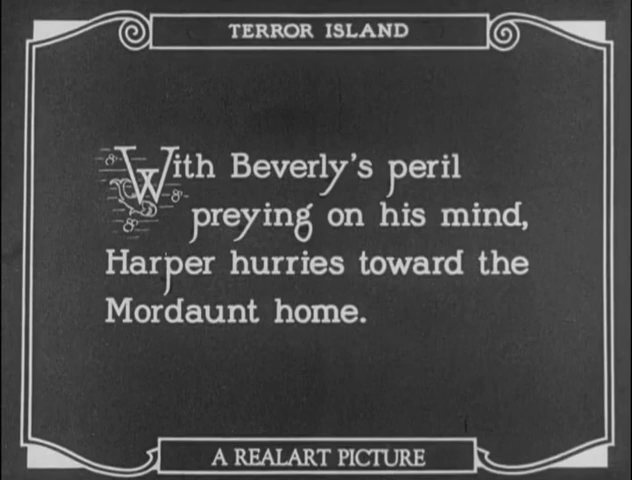 TERROR ISLAND
With Beverly's peril
preying on his mind,
Harper hurries toward the
Mordaunt home.
A REALART PICTURE